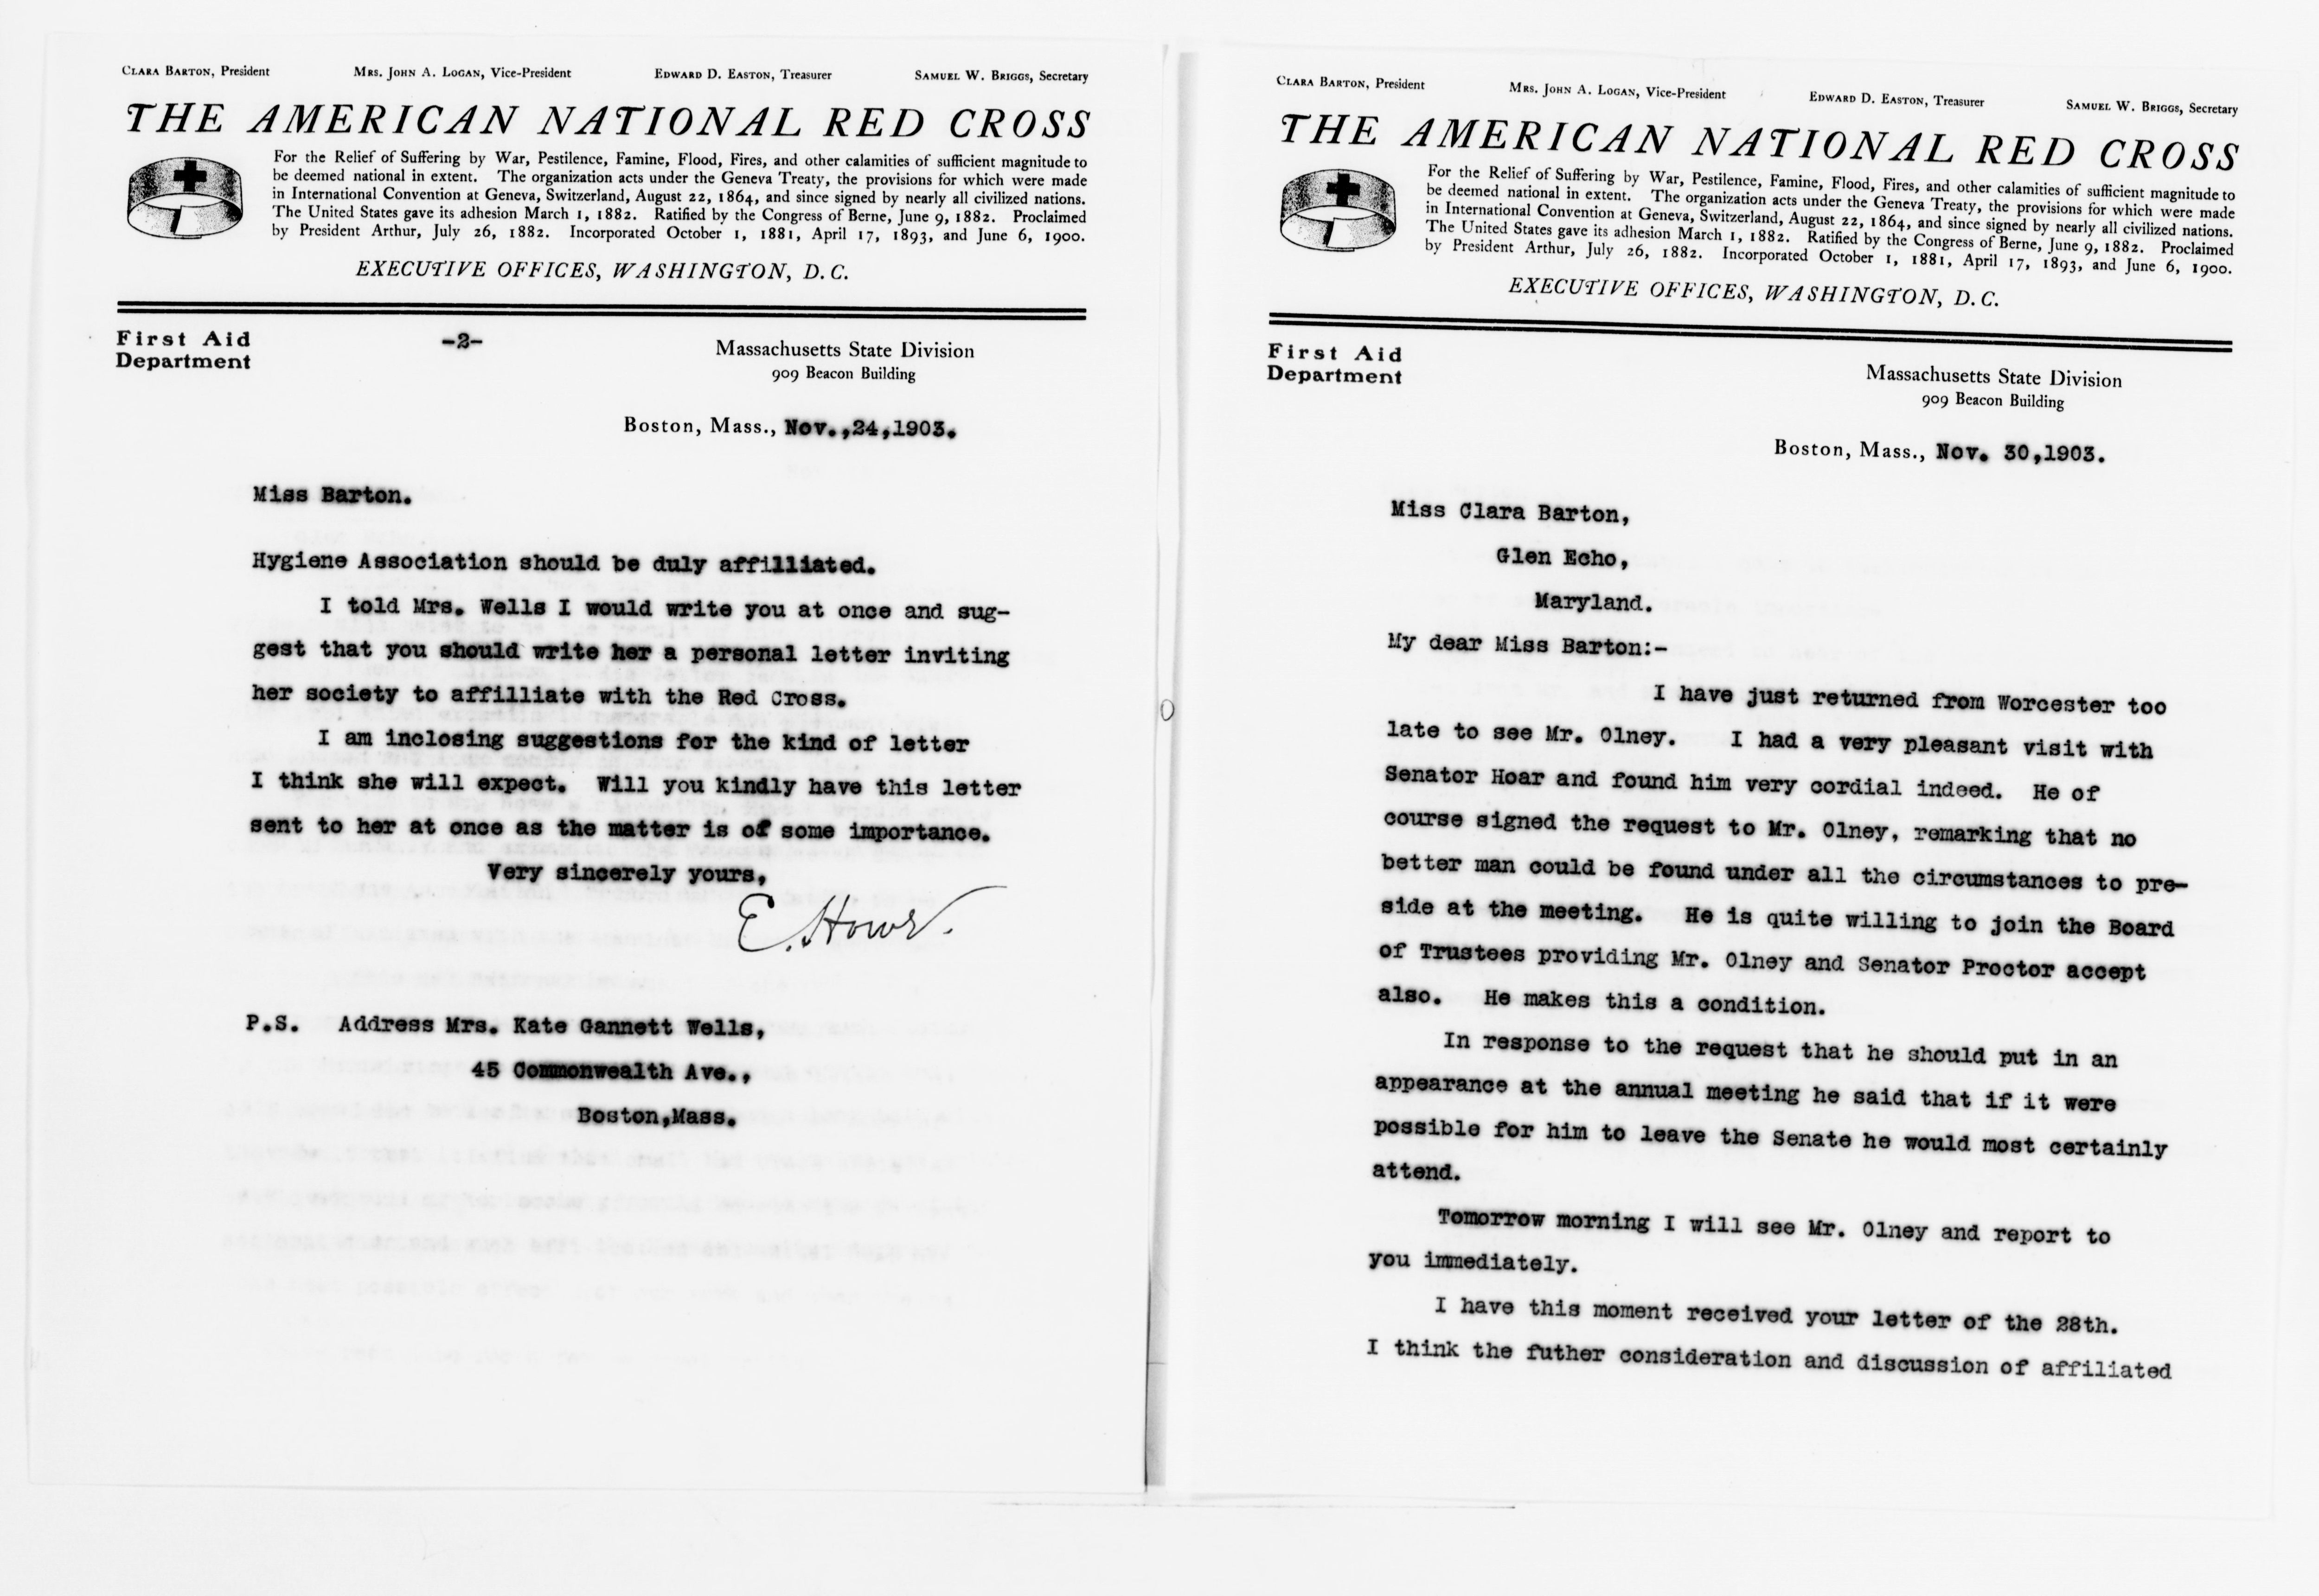 CLARA BARTON, President MRS. JOHN A. LOGAN, Vice-President EDWARD D. EASTON, Treasurer SAMUEL W. BRIGGS, Secretary
THE AMERICAN NATIONAL RED CROSS
For the Relief of Suffering by War, Pestilence, Famine, Flood, Fires, and other calamities of sufficient magnitude to
be deemed national in extent. The organization acts under the Geneva Treaty, the provisions for which were made
in International Convention at Geneva, Switzerland, August 22, 1864, and since signed by nearly all civilized nations.
The United States gave its adhesion March 1, 1882. Ratified by the Congress of Berne, June 9, 1882. Proclaimed
by President Arthur, July 26, 1882. Incorporated October 1, 1881, April 17, 1893, and June 6, 1900.
EXECUTIVE OFFICES, WASHINGTON, D. C.
First Aid
Department
-2-
Massachusetts State Division
909 Beacon Building
Boston, Mass., Nov.,24,1903.
Miss Barton.
Hygiene Association should be duly affilliated.
I told Mrs. Wells I would write you at once and sug-
gest that you should write her a personal letter inviting
her society to affilliate with the Red Cross.
I am inclosing suggestions for the kind of letter
I think she will expect. Will you kindly have this letter
sent to her at once as the matter is of some importance.
Very sincerely yours,
E. Howe.
P.S. Address Mrs. Kate Gannett Wells,
45 Commonwealth Ave.,
Boston,Mass.
CLARA BARTON, President MRS. JOHN A. LOGAN, Vice-President EDWARD D. EASTON, Treasurer SAMUEL W. BRIGGS, Secretary
THE AMERICAN NATIONAL RED CROSS
For the Relief of Suffering by War, Pestilence, Famine, Flood, Fires, and other calamities of sufficient magnitude to
be deemed national in extent. The organization acts under the Geneva Treaty, the provisions for which were made
in International Convention at Geneva, Switzerland, August 22, 1864, and since signed by nearly all civilized nations.
The United States gave its adhesion March 1, 1882. Ratified by the Congress of Berne, June 9, 1882. Proclaimed
by President Arthur, July 26, 1882. Incorporated October 1, 1881, April 17, 1893, and June 6, 1900.
EXECUTIVE OFFICES, WASHINGTON, D. C.
First Aid
Department
Massachusetts State Division
909 Beacon Building
Boston, Mass., Nov. 30,1903.
Miss Clara Barton,
Glen Echo,
Maryland.
My dear Miss Barton:-
I have just returned from Worcester too
late to see Mr. Olney. I had a very pleasant visit with
Senator Hoar and found him very cordial indeed. He of
course signed the request to Mr. Olney, remarking that no
better man could be found under all the circumstances to pre-
side at the meeting. He is quite willing to join the Board
of Trustees providing Mr. Olney and Senator Proctor accept
also. He makes this a condition.
In response to the request that he should put in an
appearance at the annual meeting he said that if it were
possible for him to leave the Senate he would most certainly
attend.
Tomorrow morning I will see Mr. Olney and report to
you immediately.
I have this moment received your letter of the 28th.
I think the futher consideration and discussion of affiliated